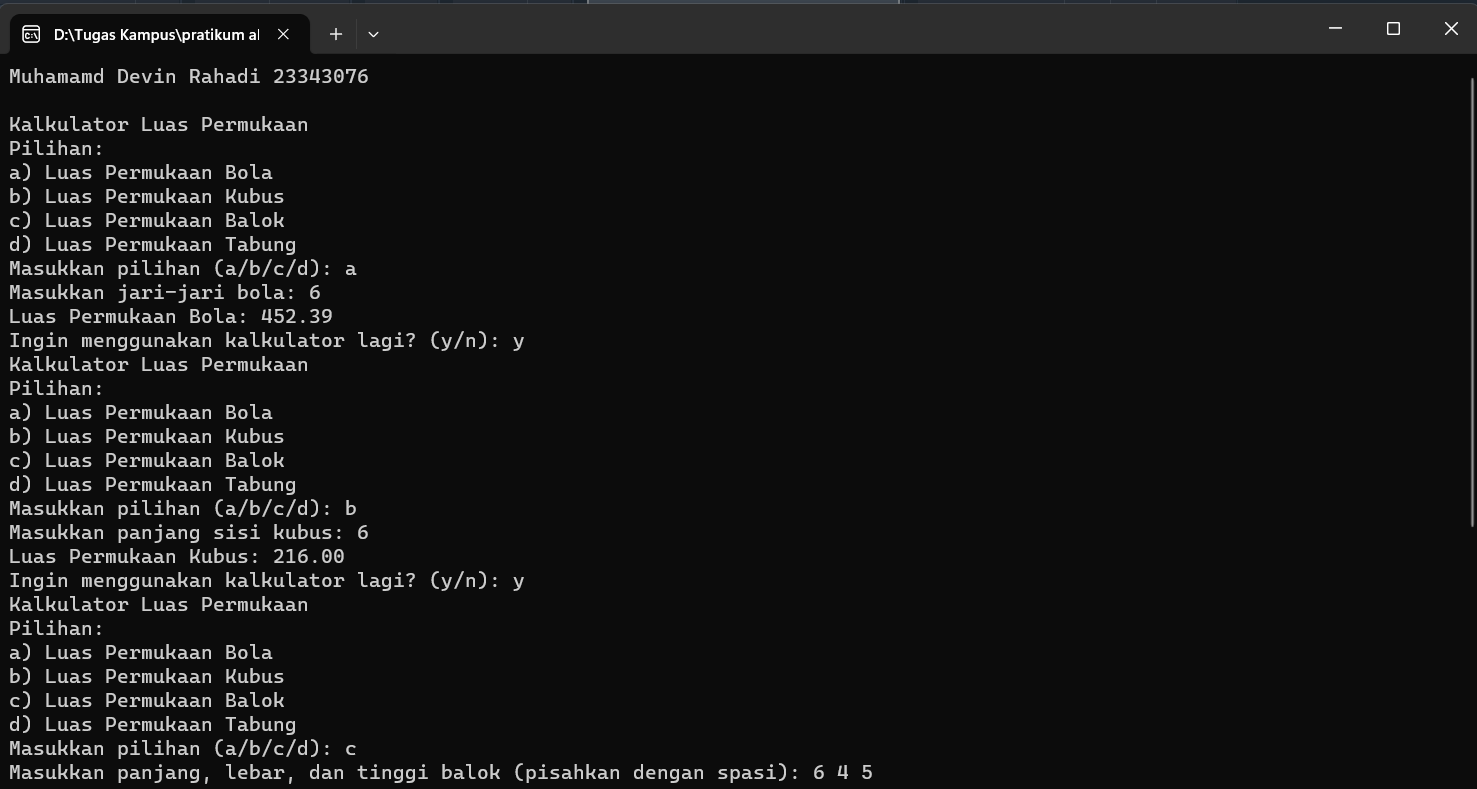 D:\Tugas Kampus\pratikum al
Muhamamd Devin Rahadi 23343076
Kalkulator Luas Permukaan
Pilihan:
a) Luas Permukaan Bola
b) Luas Permukaan Kubus
c) Luas Permukaan Balok
d) Luas Permukaan Tabung
Masukkan pilihan (a/b/c/d): a
Masukkan jari-jari bola: 6
Luas Permukaan Bola: 452.39
Ingin menggunakan kalkulator lagi? (y/n): y
Kalkulator Luas Permukaan
Pilihan:
a) Luas Permukaan Bola
b) Luas Permukaan Kubus
c) Luas Permukaan Balok
d) Luas Permukaan Tabung
Masukkan pilihan (a/b/c/d): b
Masukkan panjang sisi kubus: 6
Luas Permukaan Kubus: 216.00
Ingin menggunakan kalkulator lagi? (y/n): y
Kalkulator Luas Permukaan
Pilihan:
a) Luas Permukaan Bola
b) Luas Permukaan Kubus
c) Luas Permukaan Balok
d) Luas Permukaan Tabung
Masukkan pilihan (a/b/c/d): c
Masukkan panjang, lebar, dan tinggi balok (pisahkan dengan spasi): 6 4 5